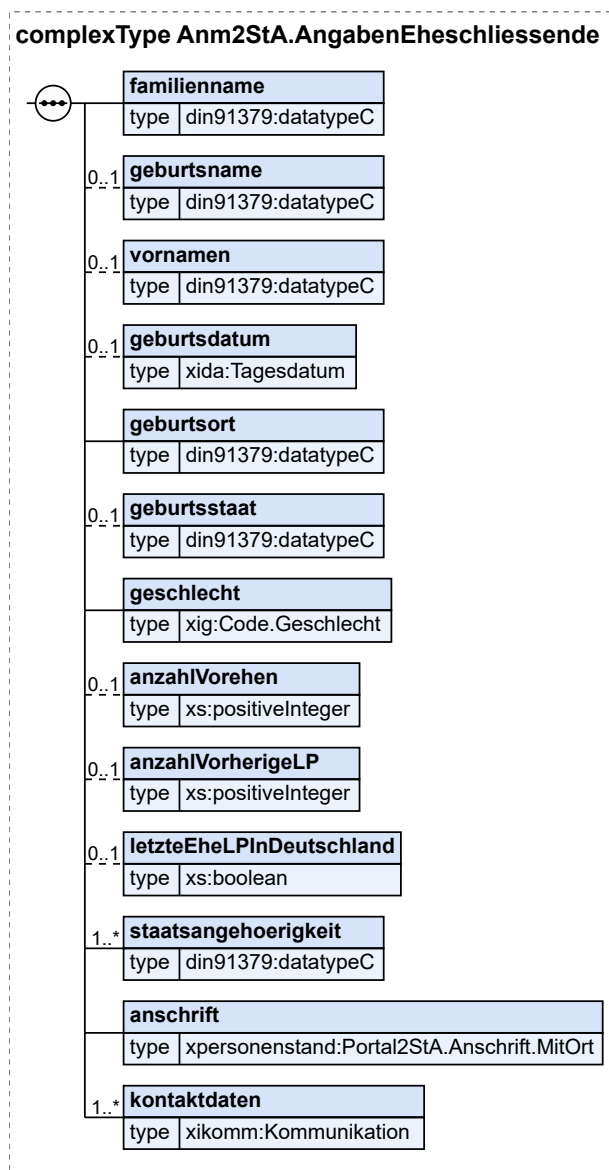 complexType Anm2StA.AngabenEheschliessende
familienname
type din91379:datatypeC
0..1 geburtsname
type din91379:datatypeC
0..1 vornamen
type din91379:datatypeC
0..1 geburtsdatum
type xida:Tagesdatum
geburtsort
type din91379:datatypeC
0..1 geburtsstaat
type din91379:datatypeC
geschlecht
type xig:Code.Geschlecht
0..1 anzahlVorehen
type xs:positiveInteger
0..1 anzahlVorherigeLP
type xs:positiveInteger
0..1 letzteEheLPInDeutschland
type xs:boolean
1..* staatsangehoerigkeit
type din91379:datatypeC
anschrift
type xpersonenstand:Portal2StA.Anschrift.MitOrt
1..* kontaktdaten
type xikomm:Kommunikation